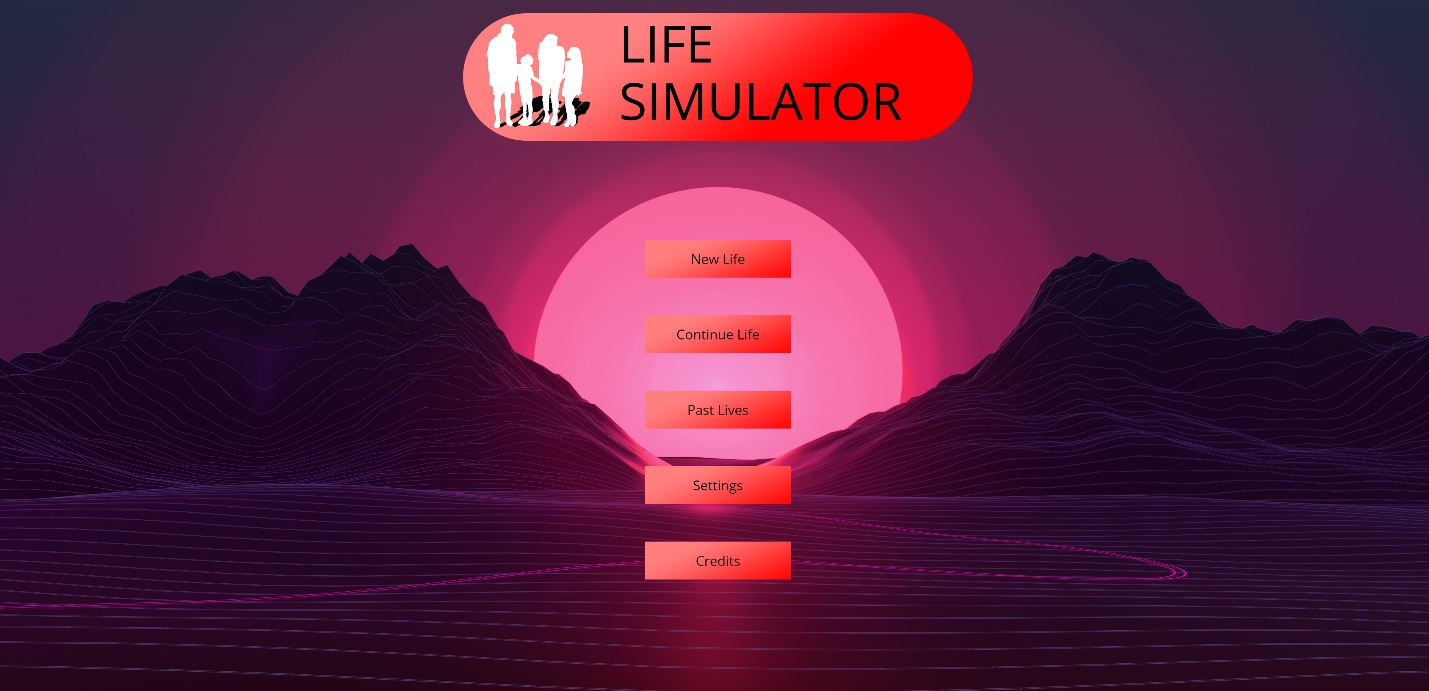 LIFE
SIMULATOR
New Life
Continue Life
Past Lives
Settings
Credits